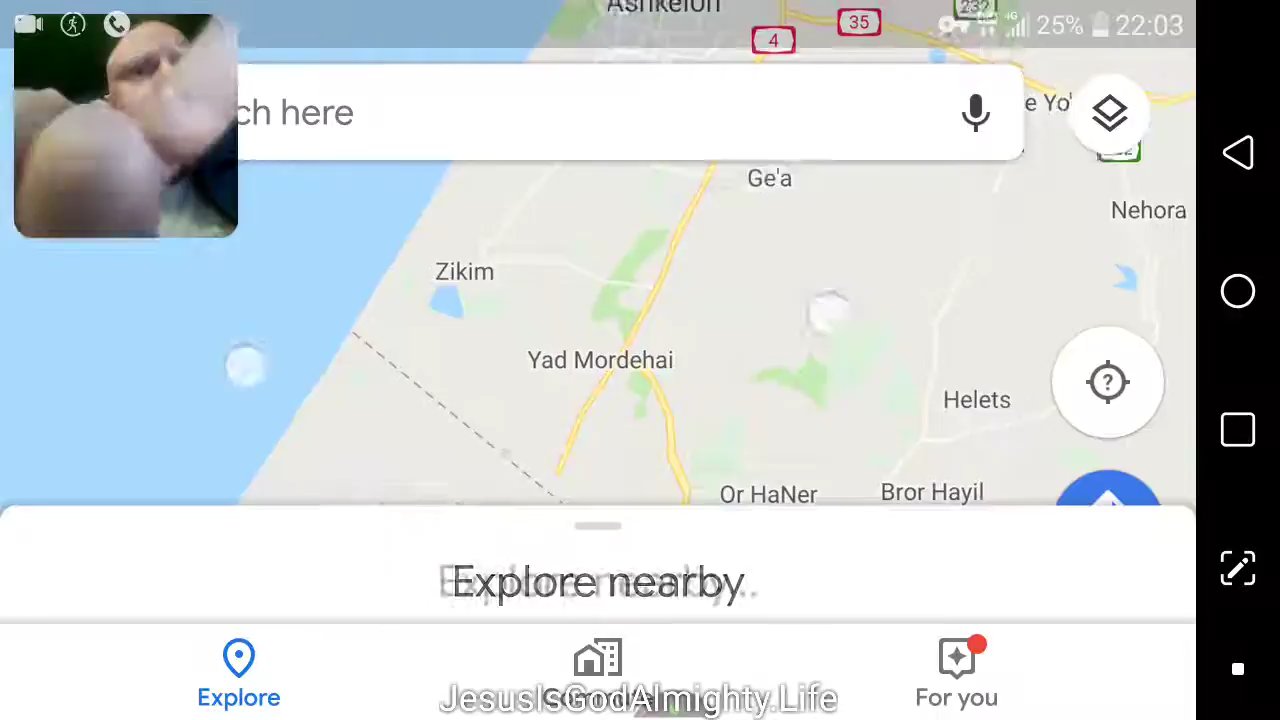 Ashkelon
232
35
4
4G
25%
22:03
ch here
e Yo'
Ge'a
Nehora
Zikim
Yad Mordehai
Helets
Or HaNer
Bror Hayil
Explore nearby...
Explore
For you
JesusIsGodAlmighty.Life